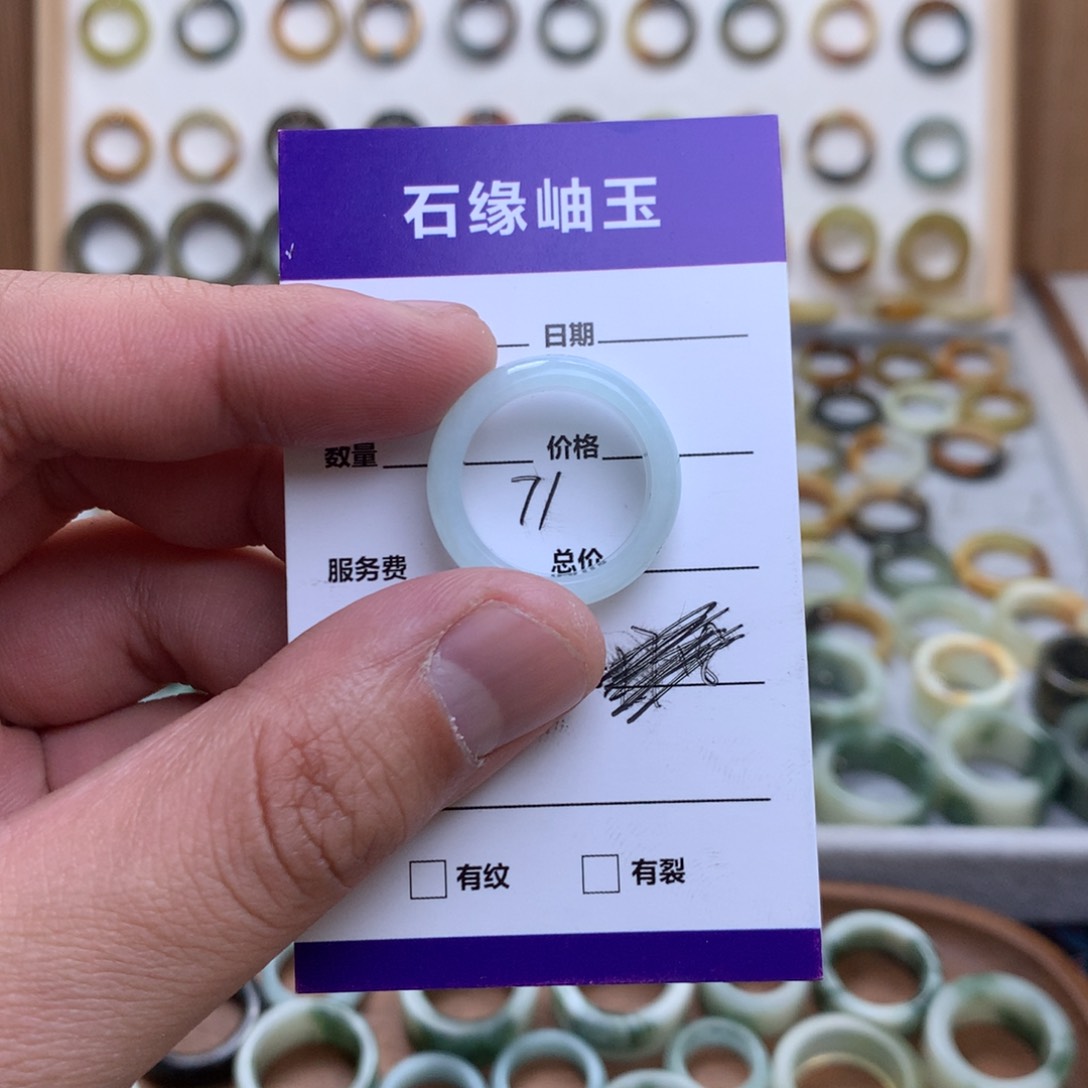 石缘岫玉
日期
数量 价格
71
服务费 总价
有纹 有裂